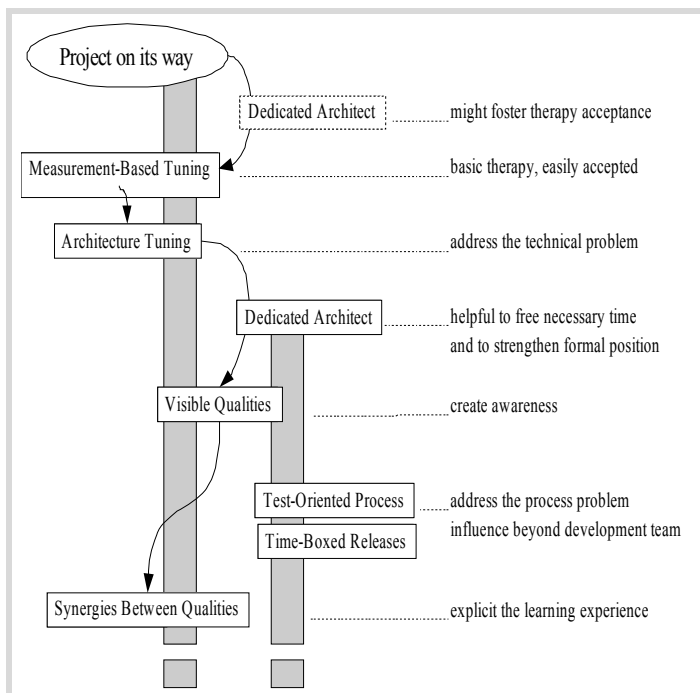 Project on its way
Dedicated Architect
might foster therapy acceptance
Measurement-Based Tuning
basic therapy, easily accepted
Architecture Tuning
address the technical problem
Dedicated Architect
helpful to free necessary time
and to strengthen formal position
Visible Qualities
create awareness
Test-Oriented Process
address the process problem
influence beyond development team
Time-Boxed Releases
Synergies Between Qualities
explicit the learning experience